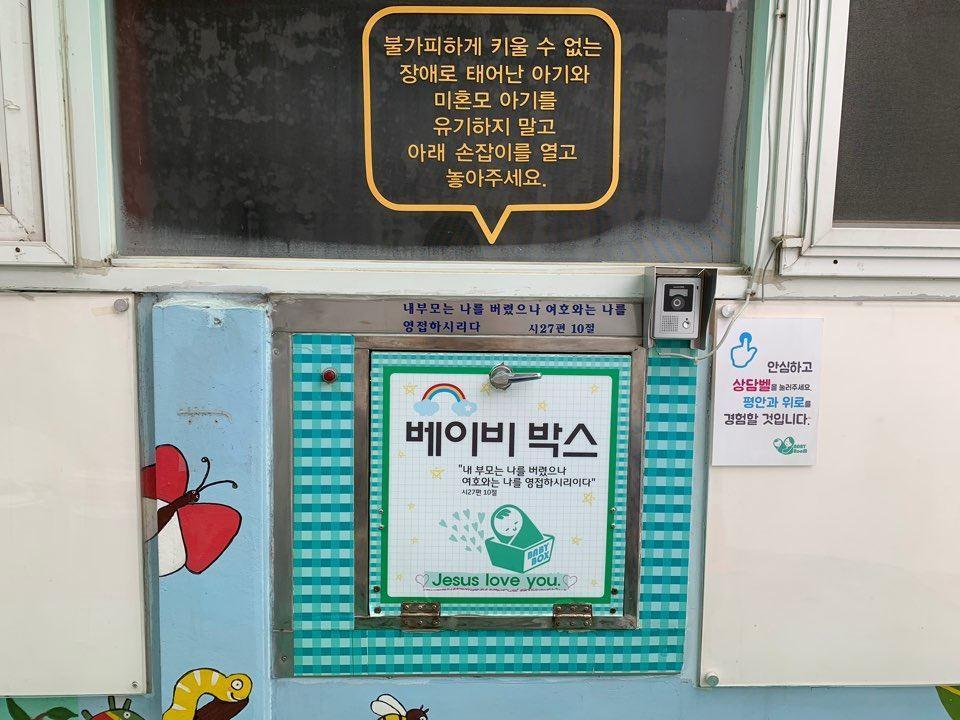 불가피하게 키울 수 없는
장애로 태어난 아기와
미혼모 아기를
유기하지 말고
아래 손잡이를 열고
놓아주세요.
내부모는 나를 버렸으나 여호와는 나를
영접하시리다 시27편 10절
베이비 박스
"내 부모는 나를 버렸으나
여호와는 나를 영접하시리이다"
시27편 10절
BABY
BOX
Jesus love you.
안심하고
상담벨을 눌러주세요.
평안과 위로를
경험할 것입니다.
BABY
RooM